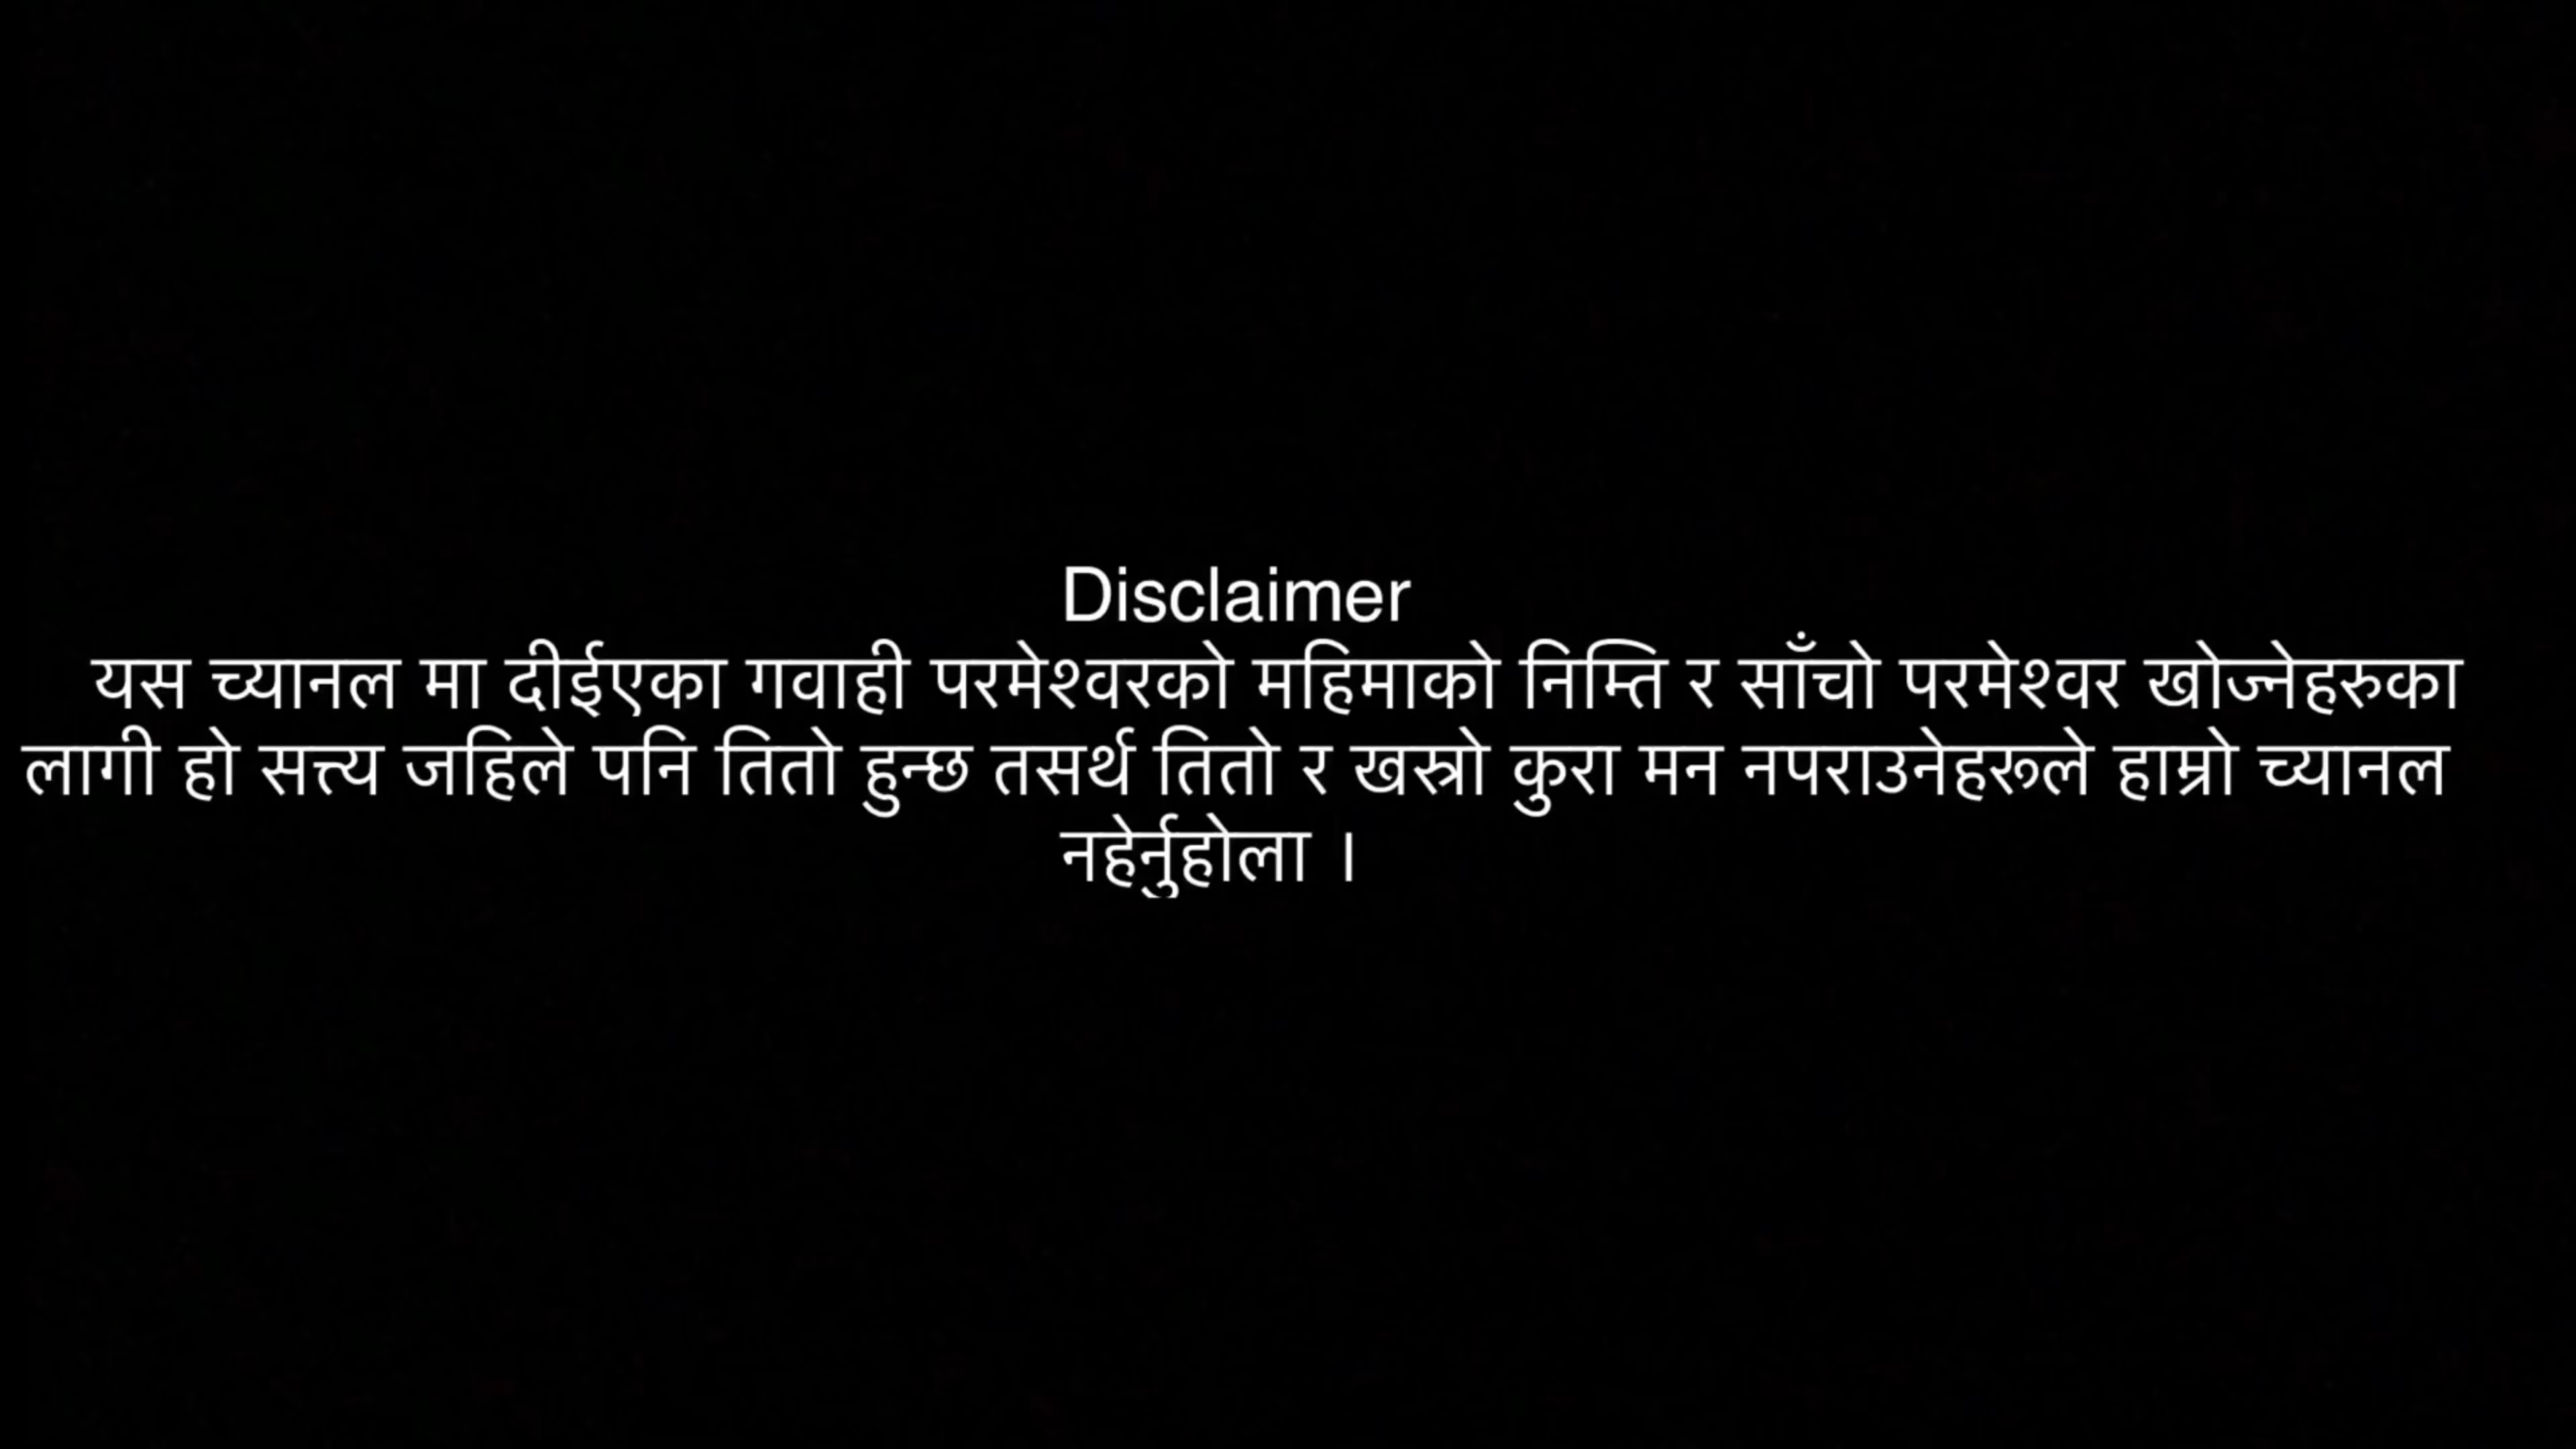 Disclaimer
यस च्यानल मा दीईएका गवाही परमेश्वरको महिमाको निम्ति र साँचो परमेश्वर खोज्नेहरुका
लागी हो सत्त्य जहिले पनि तितो हुन्छ तसर्थ तितो र खस्रो कुरा मन नपराउनेहरूले हाम्रो च्यानल
नहेर्नुहोला ।